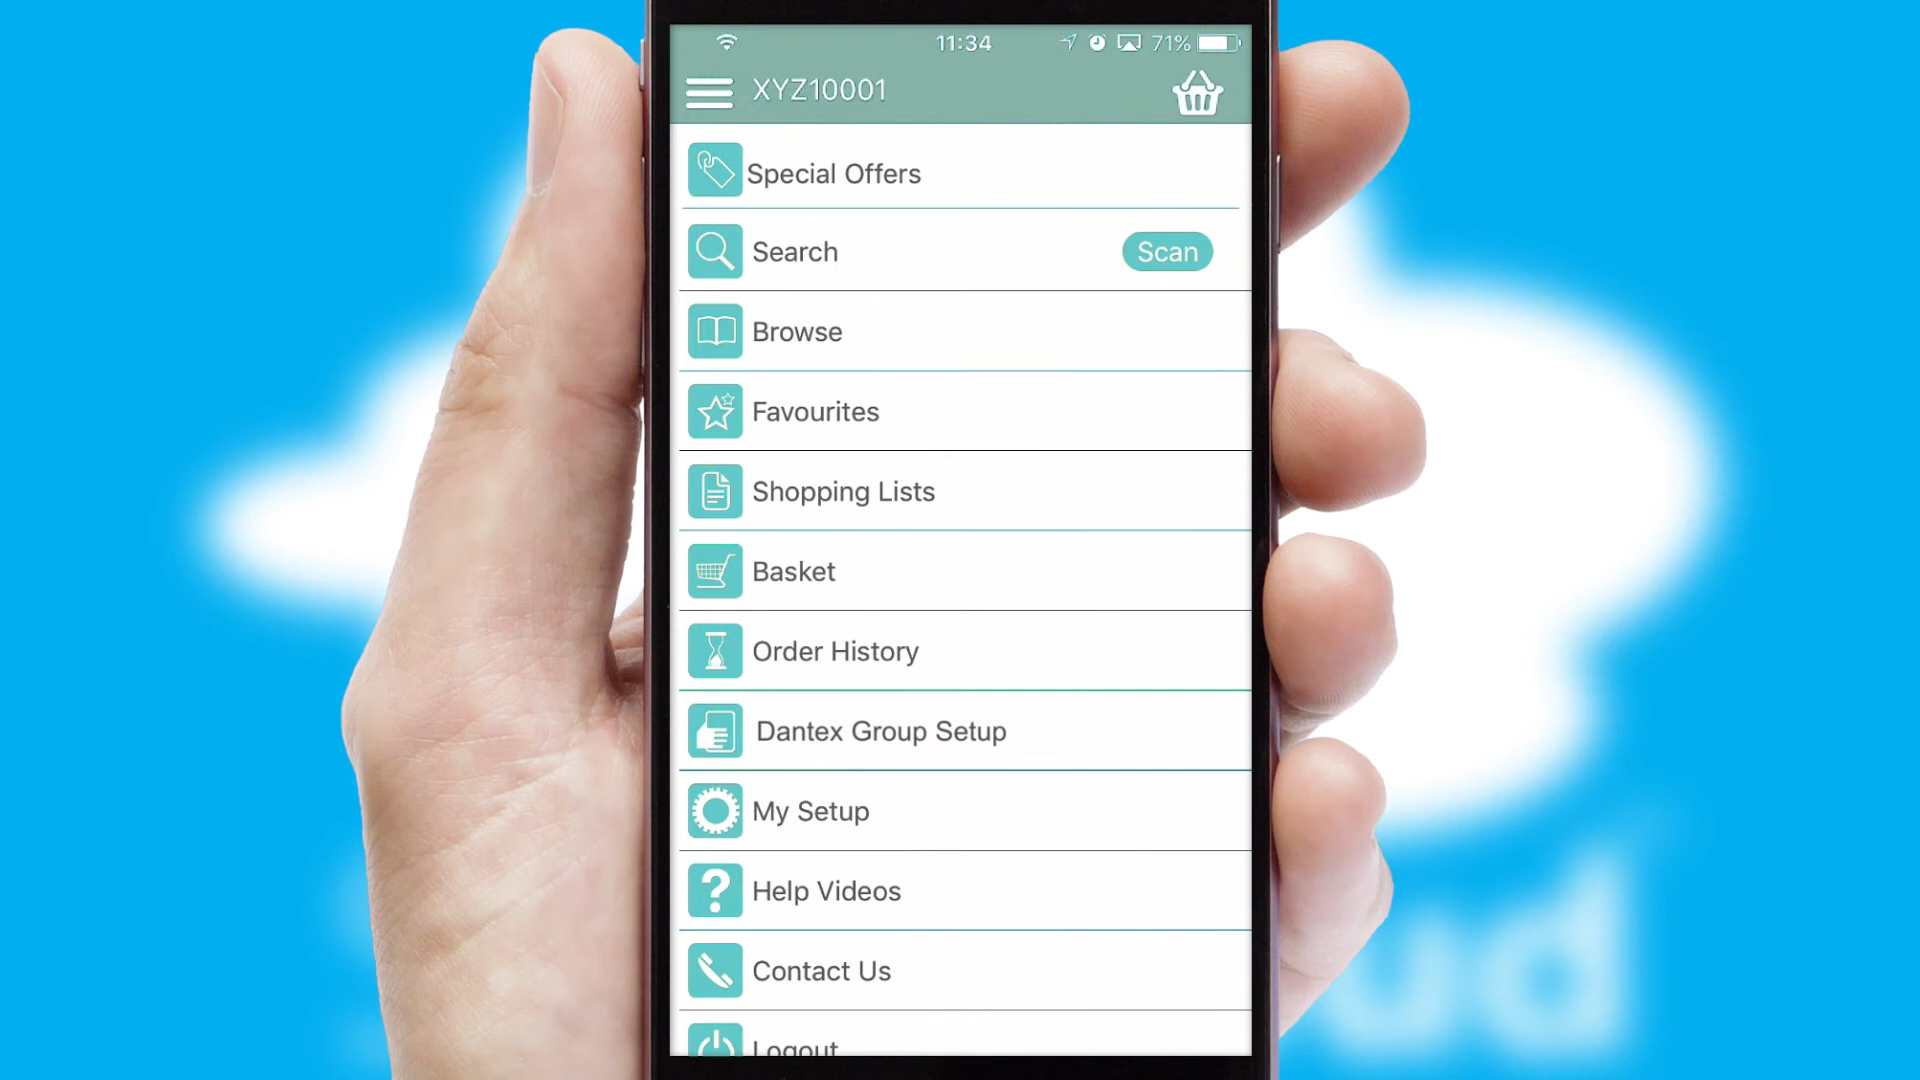 11:34 71%
XYZ10001
Special Offers
Search Scan
Browse
Favourites
Shopping Lists
Basket
Order History
Dantex Group Setup
My Setup
Help Videos
Contact Us
Logout